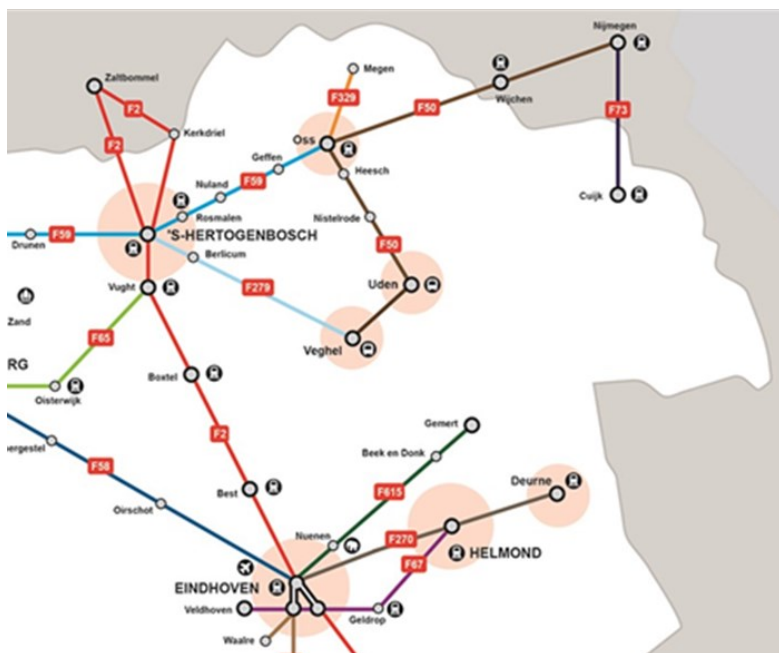 Nijmegen
Megen
Zaltbommel
F2
F329
Wijchen
F2
F50
F73
Kerkdriel
Oss
Geffen
Heesch
Nuland
F59
Cuijk
Rosmalen
Nistelrode
F59
'S-HERTOGENBOSCH
Drunen
F50
Berlicum
Vught
F279
Uden
Zand
F65
Veghel
RG
Boxtel
Oisterwijk
Gemert
F2
ergestel
Beek en Donk
F58
Deurne
Best
F615
Oirschot
Nuenen
F270
HELMOND
F67
EINDHOVEN
Veldhoven
Geldrop
Waalre